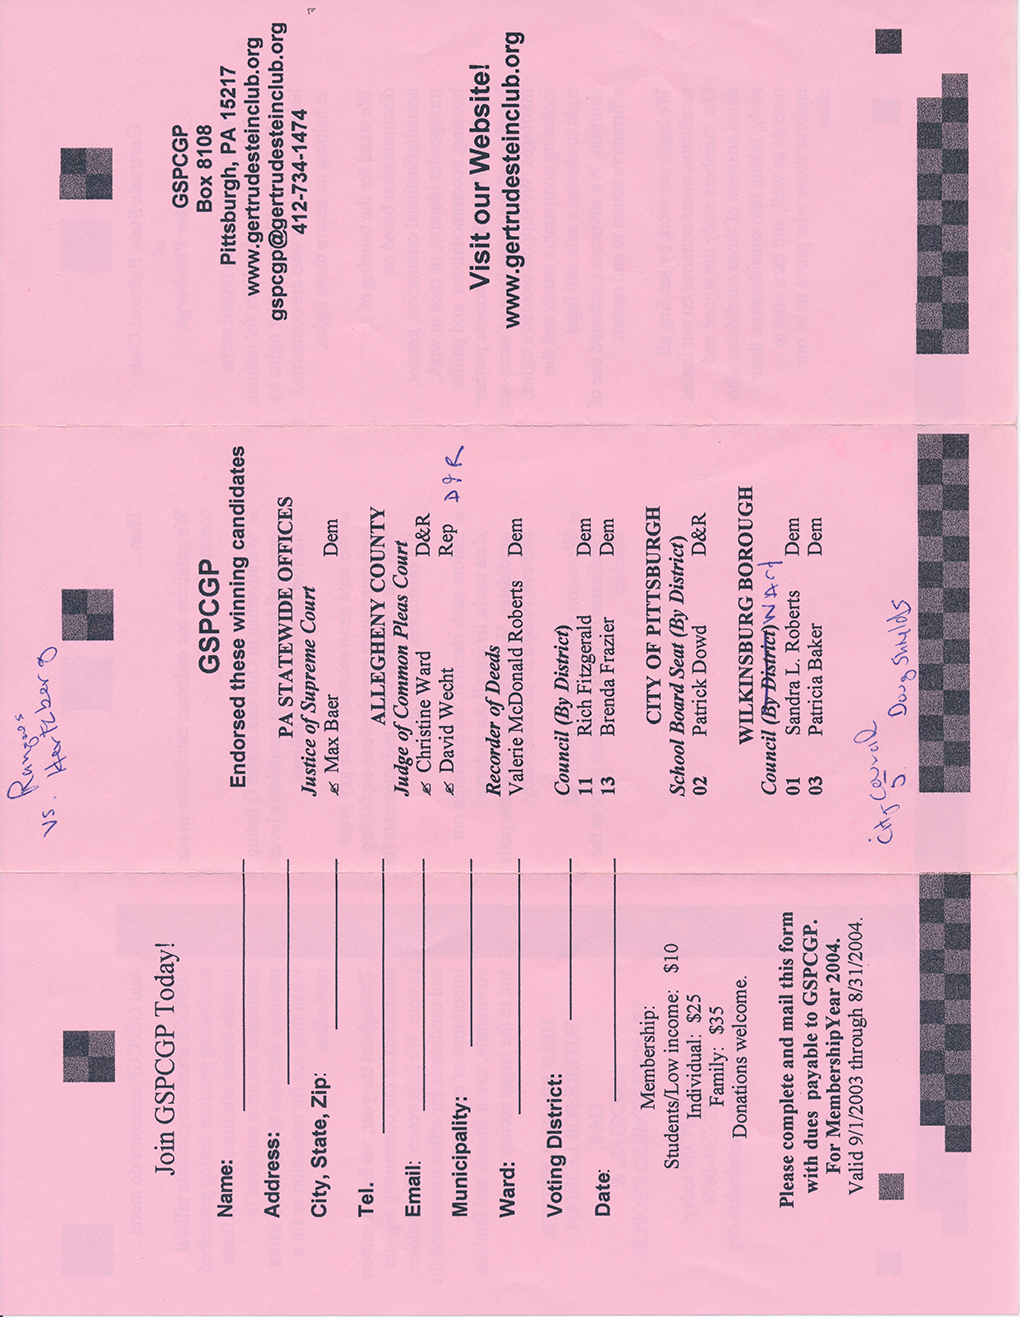 Join GSPCGP Today!
Name:
Address:
City, State, Zip:
Tel.
Email:
Municipality:
Ward:
Voting District:
Date:
Membership:
Students/Low income: $10
Individual: $25
Family: $35
Donations welcome.
Please complete and mail this form
with dues payable to GSPCGP.
For MembershipYear 2004.
Valid 9/1/2003 through 8/31/2004.
vs.
GSPCGP
Endorsed these winning candidates
PA STATEWIDE OFFICES
Justice of Supreme Court
✍ Max Baer Dem
ALLEGHENY COUNTY
Judge of Common Pleas Court
✍ Christine Ward D&R
✍ David Wecht Rep D & R
Recorder of Deeds
Valerie McDonald Roberts Dem
Council (By District)
11 Rich Fitzgerald Dem
13 Brenda Frazier Dem
CITY OF PITTSBURGH
School Board Seat (By District)
02 Patrick Dowd D&R
WILKINSBURG BOROUGH
Council (By District) WARd
01 Sandra L. Roberts Dem
03 Patricia Baker Dem
City Council
5 Doug Shields
GSPCGP
Box 8108
Pittsburgh, PA 15217
www.gertrudesteinclub.org
gspcgp@gertrudesteinclub.org
412-734-1474
Visit our Website!
www.gertrudesteinclub.org